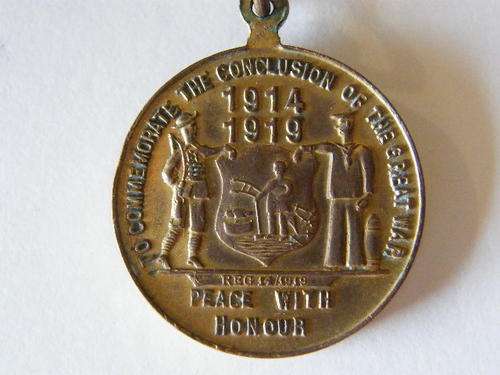 TO COMMEMORATE THE CONCLUSION OF THE GREAT WAR
1914
1919
PEACE WITH
HONOUR